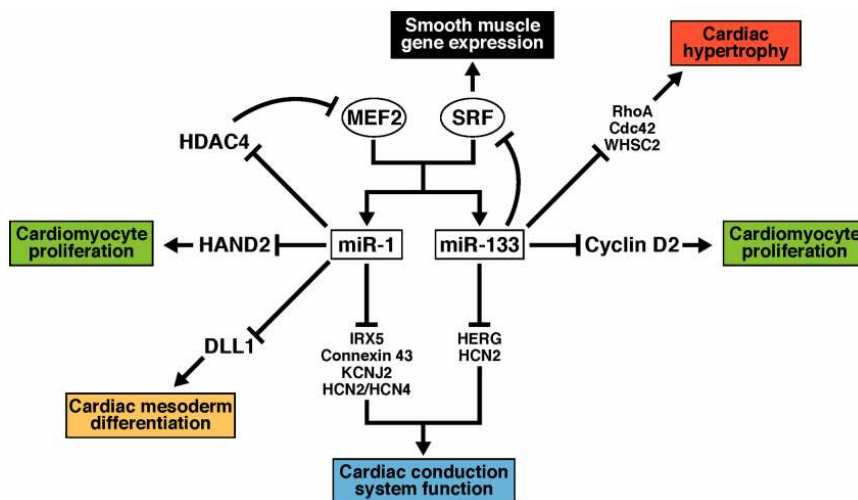 Smooth muscle
gene expression
Cardiac
hypertrophy
MEF2
SRF
RhoA
Cdc42
WHSC2
HDAC4
Cardiomyocyte
proliferation
HAND2
miR-1
miR-133
Cyclin D2
Cardiomyocyte
proliferation
DLL1
IRX5
Connexin 43
KCNJ2
HCN2/HCN4
HERG
HCN2
Cardiac mesoderm
differentiation
Cardiac conduction
system function